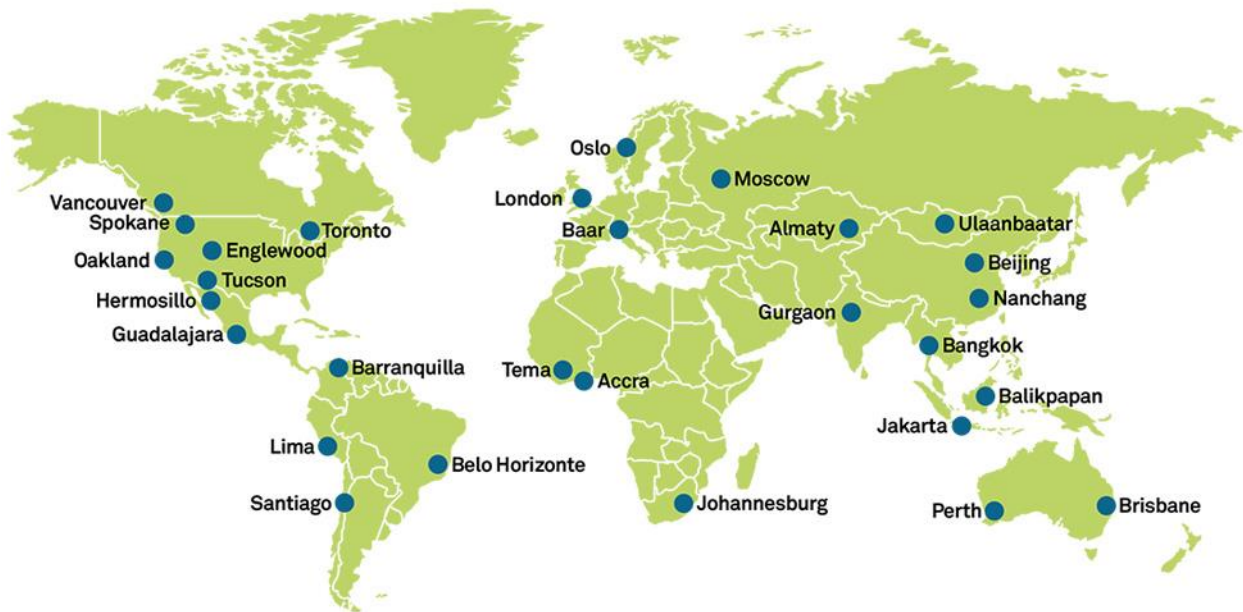 Oslo
Moscow
London
Vancouver
Spokane
Toronto
Baar
Almaty
Ulaanbaatar
Englewood
Oakland
Beijing
Tucson
Hermosillo
Nanchang
Gurgaon
Guadalajara
Bangkok
Barranquilla
Tema
Accra
Balikpapan
Jakarta
Lima
Belo Horizonte
Santiago
Johannesburg
Perth
Brisbane